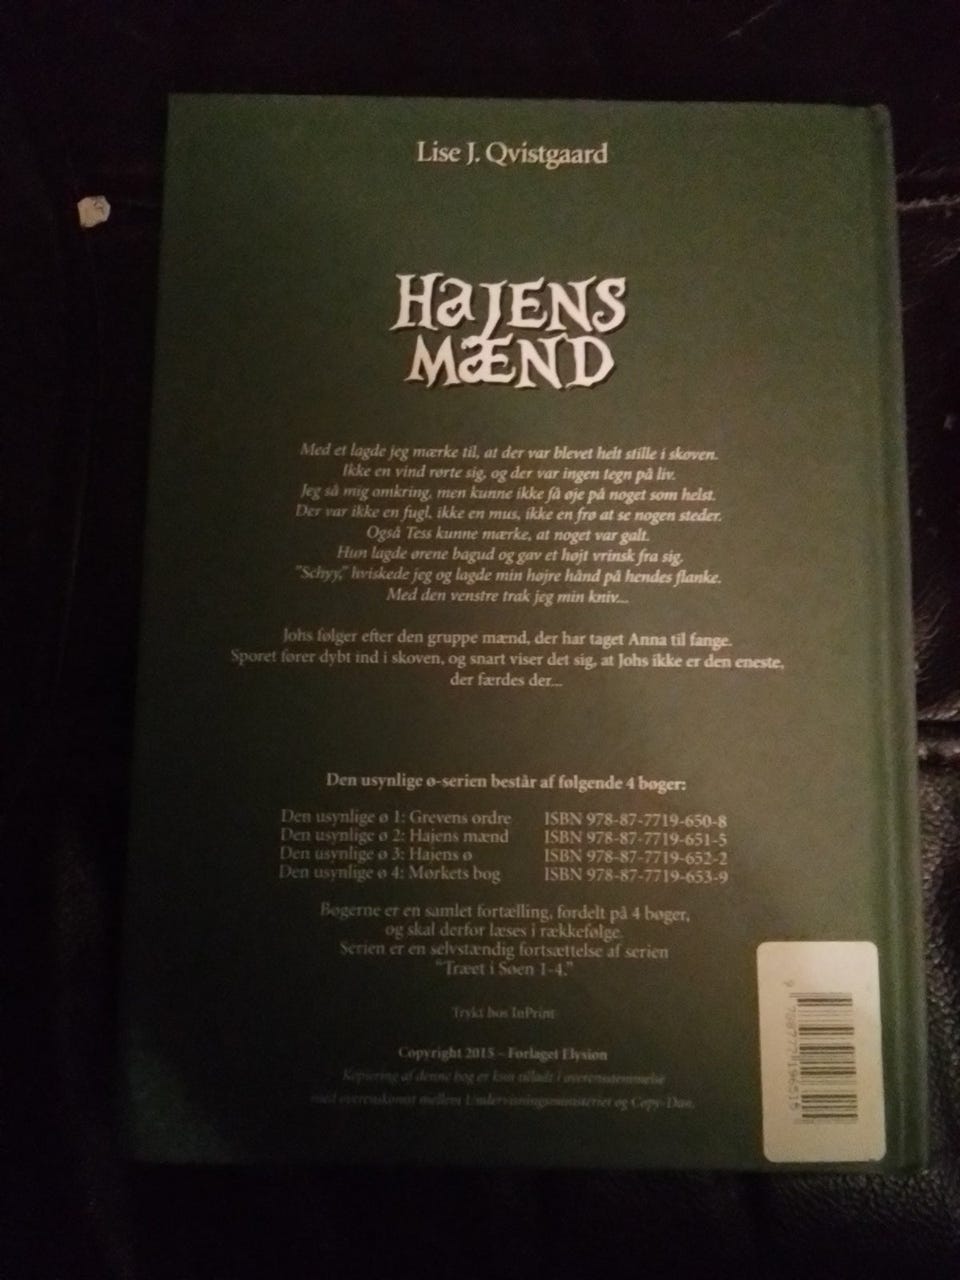 Lise J. Qvistgaard
HaJENS
MÆND
Med et lagde jeg mærke til, at der var blevet helt stille i skoven.
Ikke en vind rørte sig, og der var ingen tegn på liv.
Jeg så mig omkring, men kunne ikke få øje på noget som helst.
Der var ikke en fugl, ikke en mus, ikke en frø at se nogen steder.
Også Tess kunne mærke, at noget var galt.
Hun lagde ørene bagud og gav et højt vrinsk fra sig.
"Schyy," hviskede jeg og lagde min højre hånd på hendes flanke.
Med den venstre trak jeg min kniv...
Johs følger efter den gruppe mænd, der har taget Anna til fange.
Sporet fører dybt ind i skoven, og snart viser det sig, at Johs ikke er den eneste,
der færdes der...
Den usynlige ø-serien består af følgende 4 bøger:
Den usynlige ø 1: Grevens ordre ISBN 978-87-7719-650-8
Den usynlige ø 2: Hajens mænd ISBN 978-87-7719-651-5
Den usynlige ø 3: Hajens ø ISBN 978-87-7719-652-2
Den usynlige ø 4: Mørkets bog ISBN 978-87-7719-653-9
Bøgerne er en samlet fortælling, fordelt på 4 bøger,
og skal derfor læses i rækkefølge.
Serien er en selvstændig fortsættelse af serien
"Træet i Søen 1-4."
Trykt hos InPrint
Copyright 2015 - Forlaget Elysion
Kopiering af denne bog er kun tilladt i overensstemmelse
med overenskomst mellem Undervisningsministeriet og Copy-Dan.
9 788777 196515